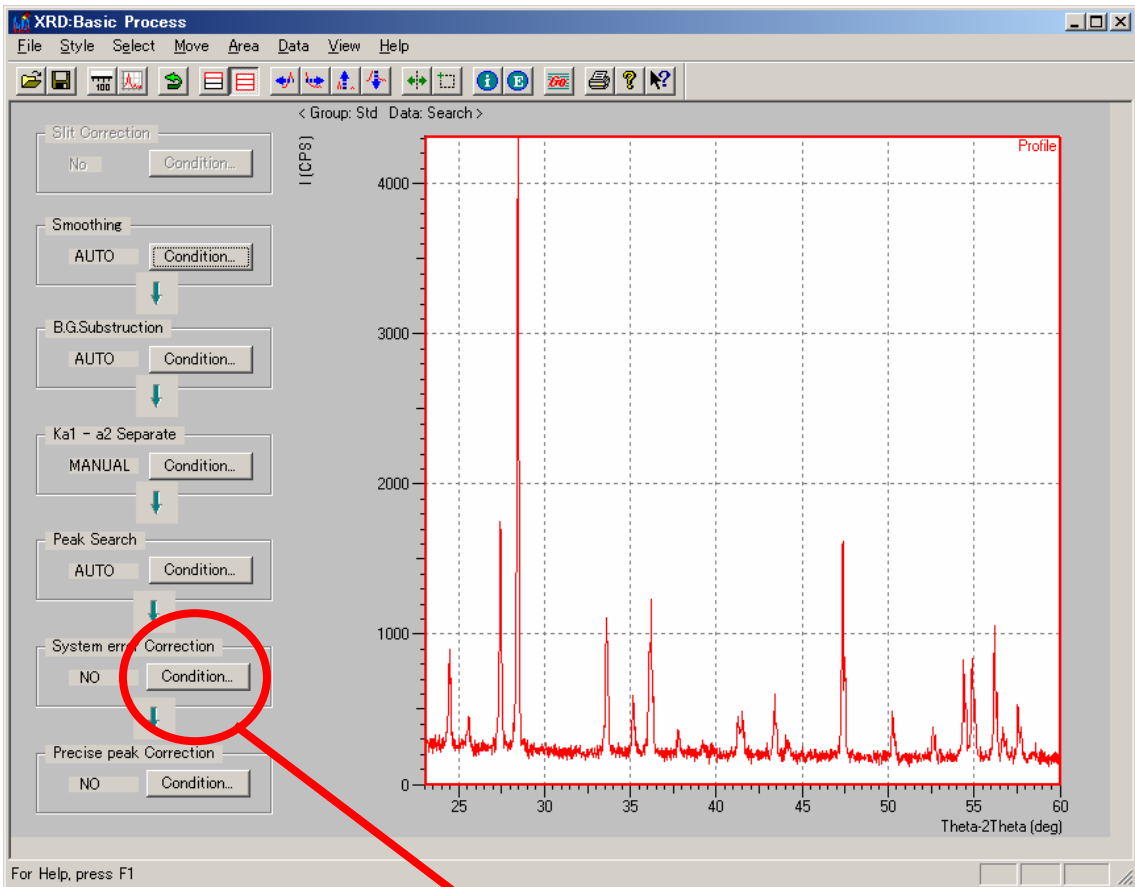 XRD:Basic Process
File Style Select Move Area Data View Help
100 i E Go ? ?
< Group: Std Data: Search >
Slit Correction
No Condition...
Smoothing
AUTO Condition...
B.G.Substruction
AUTO Condition...
Ka1 - a2 Separate
MANUAL Condition...
Peak Search
AUTO Condition...
System error Correction
NO Condition...
Precise peak Correction
NO Condition...
I (CPS)
Profile
4000
3000
2000
1000
0
25 30 35 40 45 50 55 60
Theta-2Theta (deg)
For Help, press F1